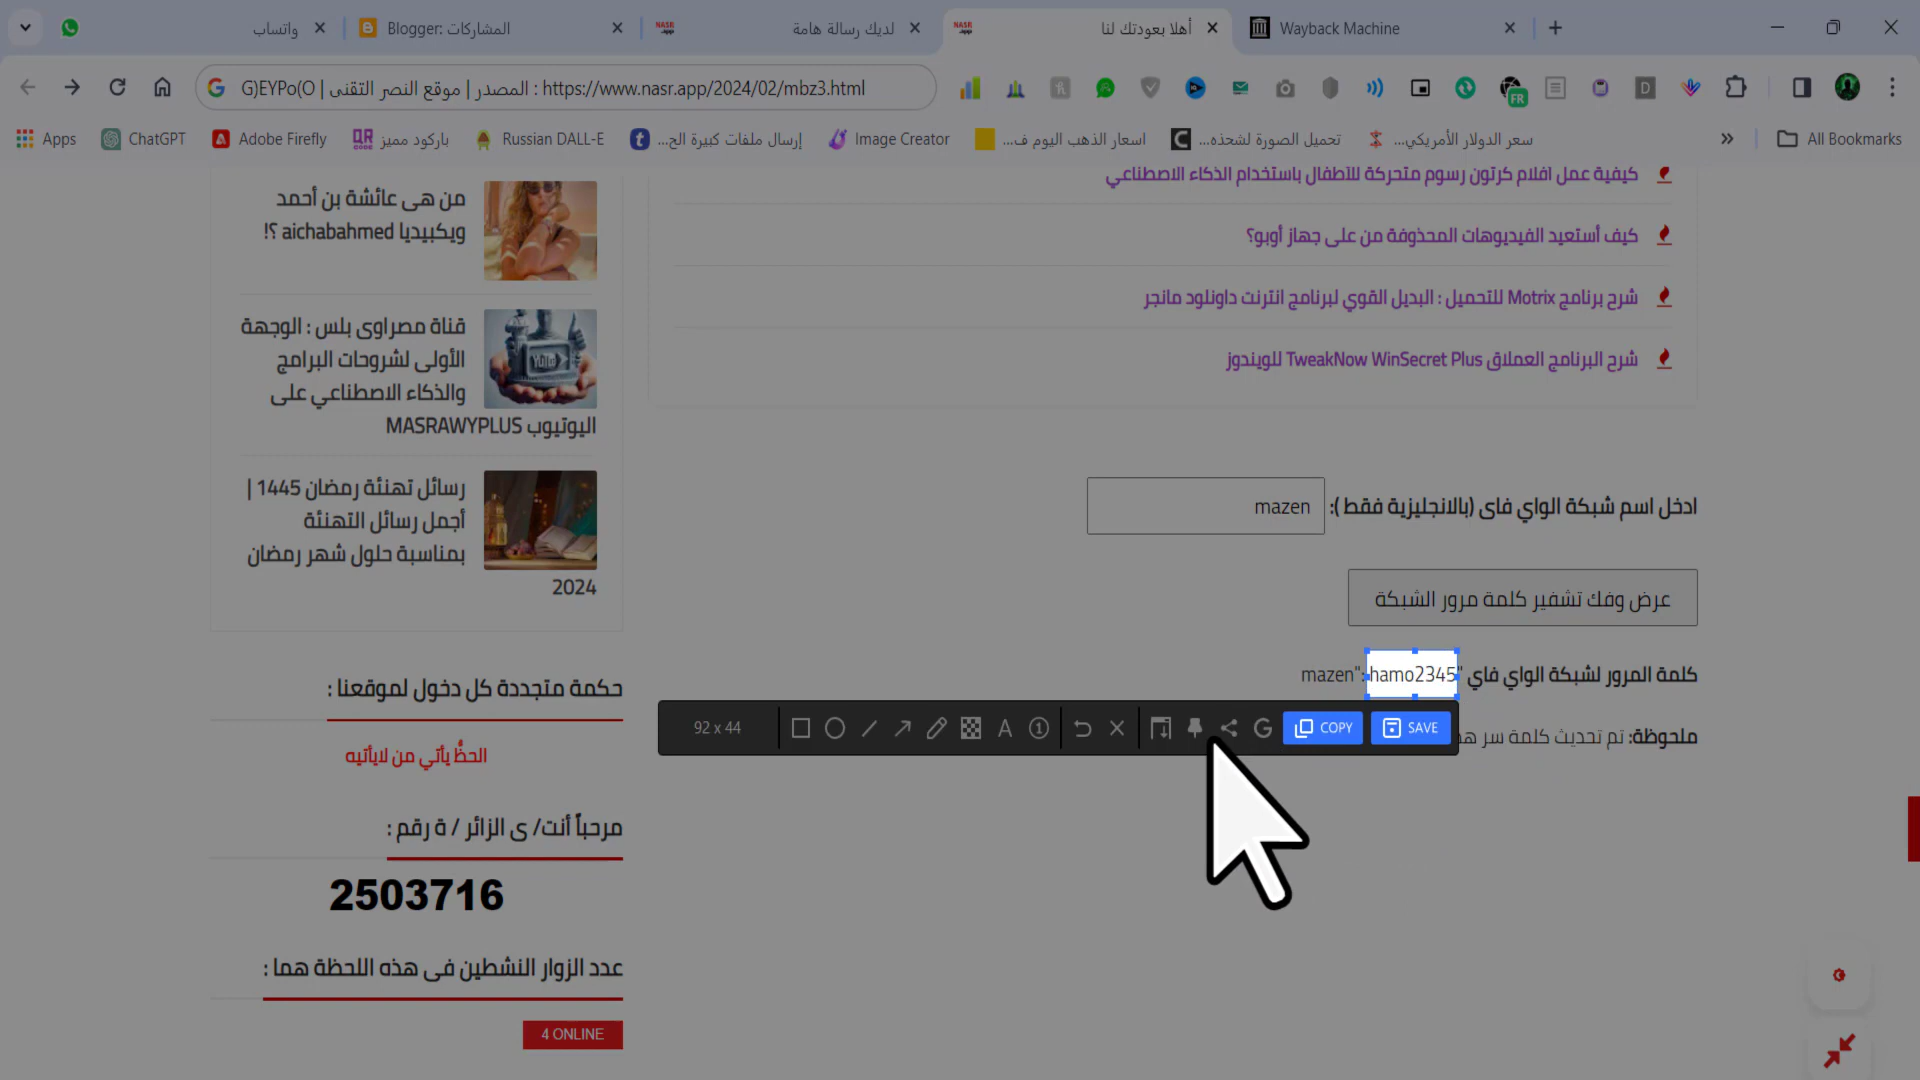 واتساب
Blogger: المشاركات
لديك رسالة هامة
أهلا بعودتك لنا
Wayback Machine
G}EYPo(O | المصدر | موقع النصر التقنى : https://www.nasr.app/2024/02/mbz3.html
Apps
ChatGPT
Adobe Firefly
باركود مميز
Russian DALL-E
إرسال ملفات كبيرة الح...
Image Creator
اسعار الذهب اليوم ف...
تحميل الصورة لشحذه...
سعر الدولار الأمريكي...
All Bookmarks
كيفية عمل افلام كرتون رسوم متحركة للأطفال باستخدام الذكاء الاصطناعي
كيف أستعيد الفيديوهات المحذوفة من على جهاز أوبو؟
شرح برنامج Motrix للتحميل : البديل القوي لبرنامج انترنت داونلود مانجر
شرح البرنامج العملاق TweakNow WinSecret Plus للويندوز
ادخل اسم شبكة الواي فاى (بالانجليزية فقط ):
mazen
عرض وفك تشفير كلمة مرور الشبكة
كلمة المرور لشبكة الواي فاي "mazen": hamo2345
92 x 44
COPY
SAVE
ملحوظة: تم تحديث كلمة سر
من هى عائشة بن أحمد
ويكيبديا aichabahmed ؟!
قناة مصراوى بلس : الوجهة
الأولى لشروحات البرامج
والذكاء الاصطناعي على
اليوتيوب MASRAWYPLUS
رسائل تهنئة رمضان 1445 |
أجمل رسائل التهنئة
بمناسبة حلول شهر رمضان
2024
حكمة متجددة كل دخول لموقعنا :
الحظُّ يأتي من لايأتيه
مرحباً أنت/ ى الزائر / ة رقم :
2503716
عدد الزوار النشطين فى هذه اللحظة هما :
4 ONLINE